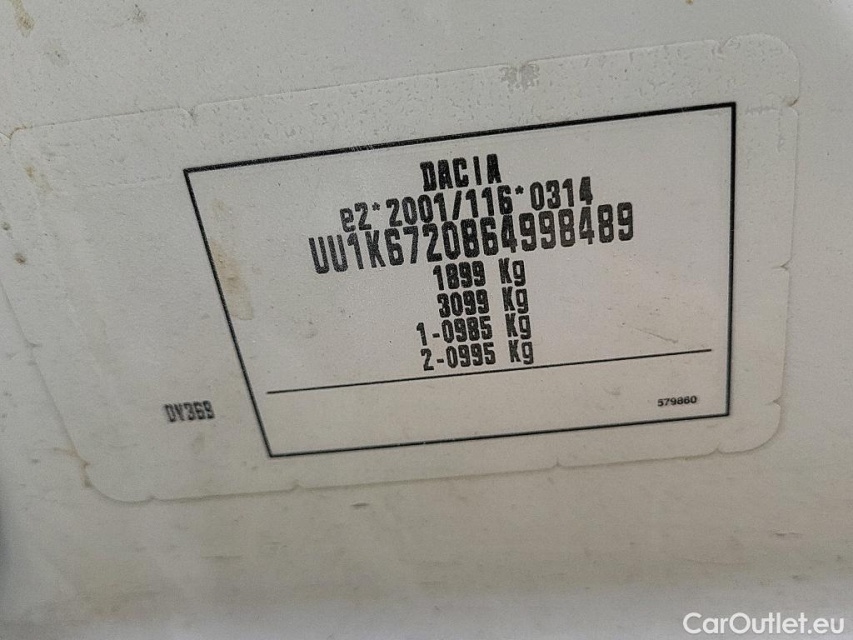 DACIA
e2*2001/116*0314
UU1K6720864998489
1899 Kg
3099 Kg
1-0985 Kg
2-0995 Kg
DV369
579860
CarOutlet.eu